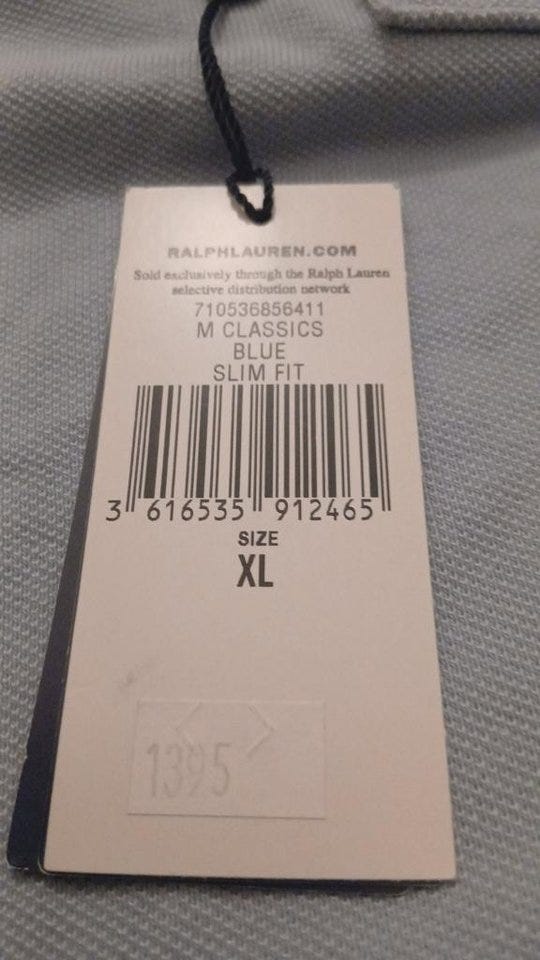 RALPHLAUREN.COM
Sold exclusively through the Ralph Lauren
selective distribution network
710536856411
M CLASSICS
BLUE
SLIM FIT
3 616535 912465
SIZE
XL
1395